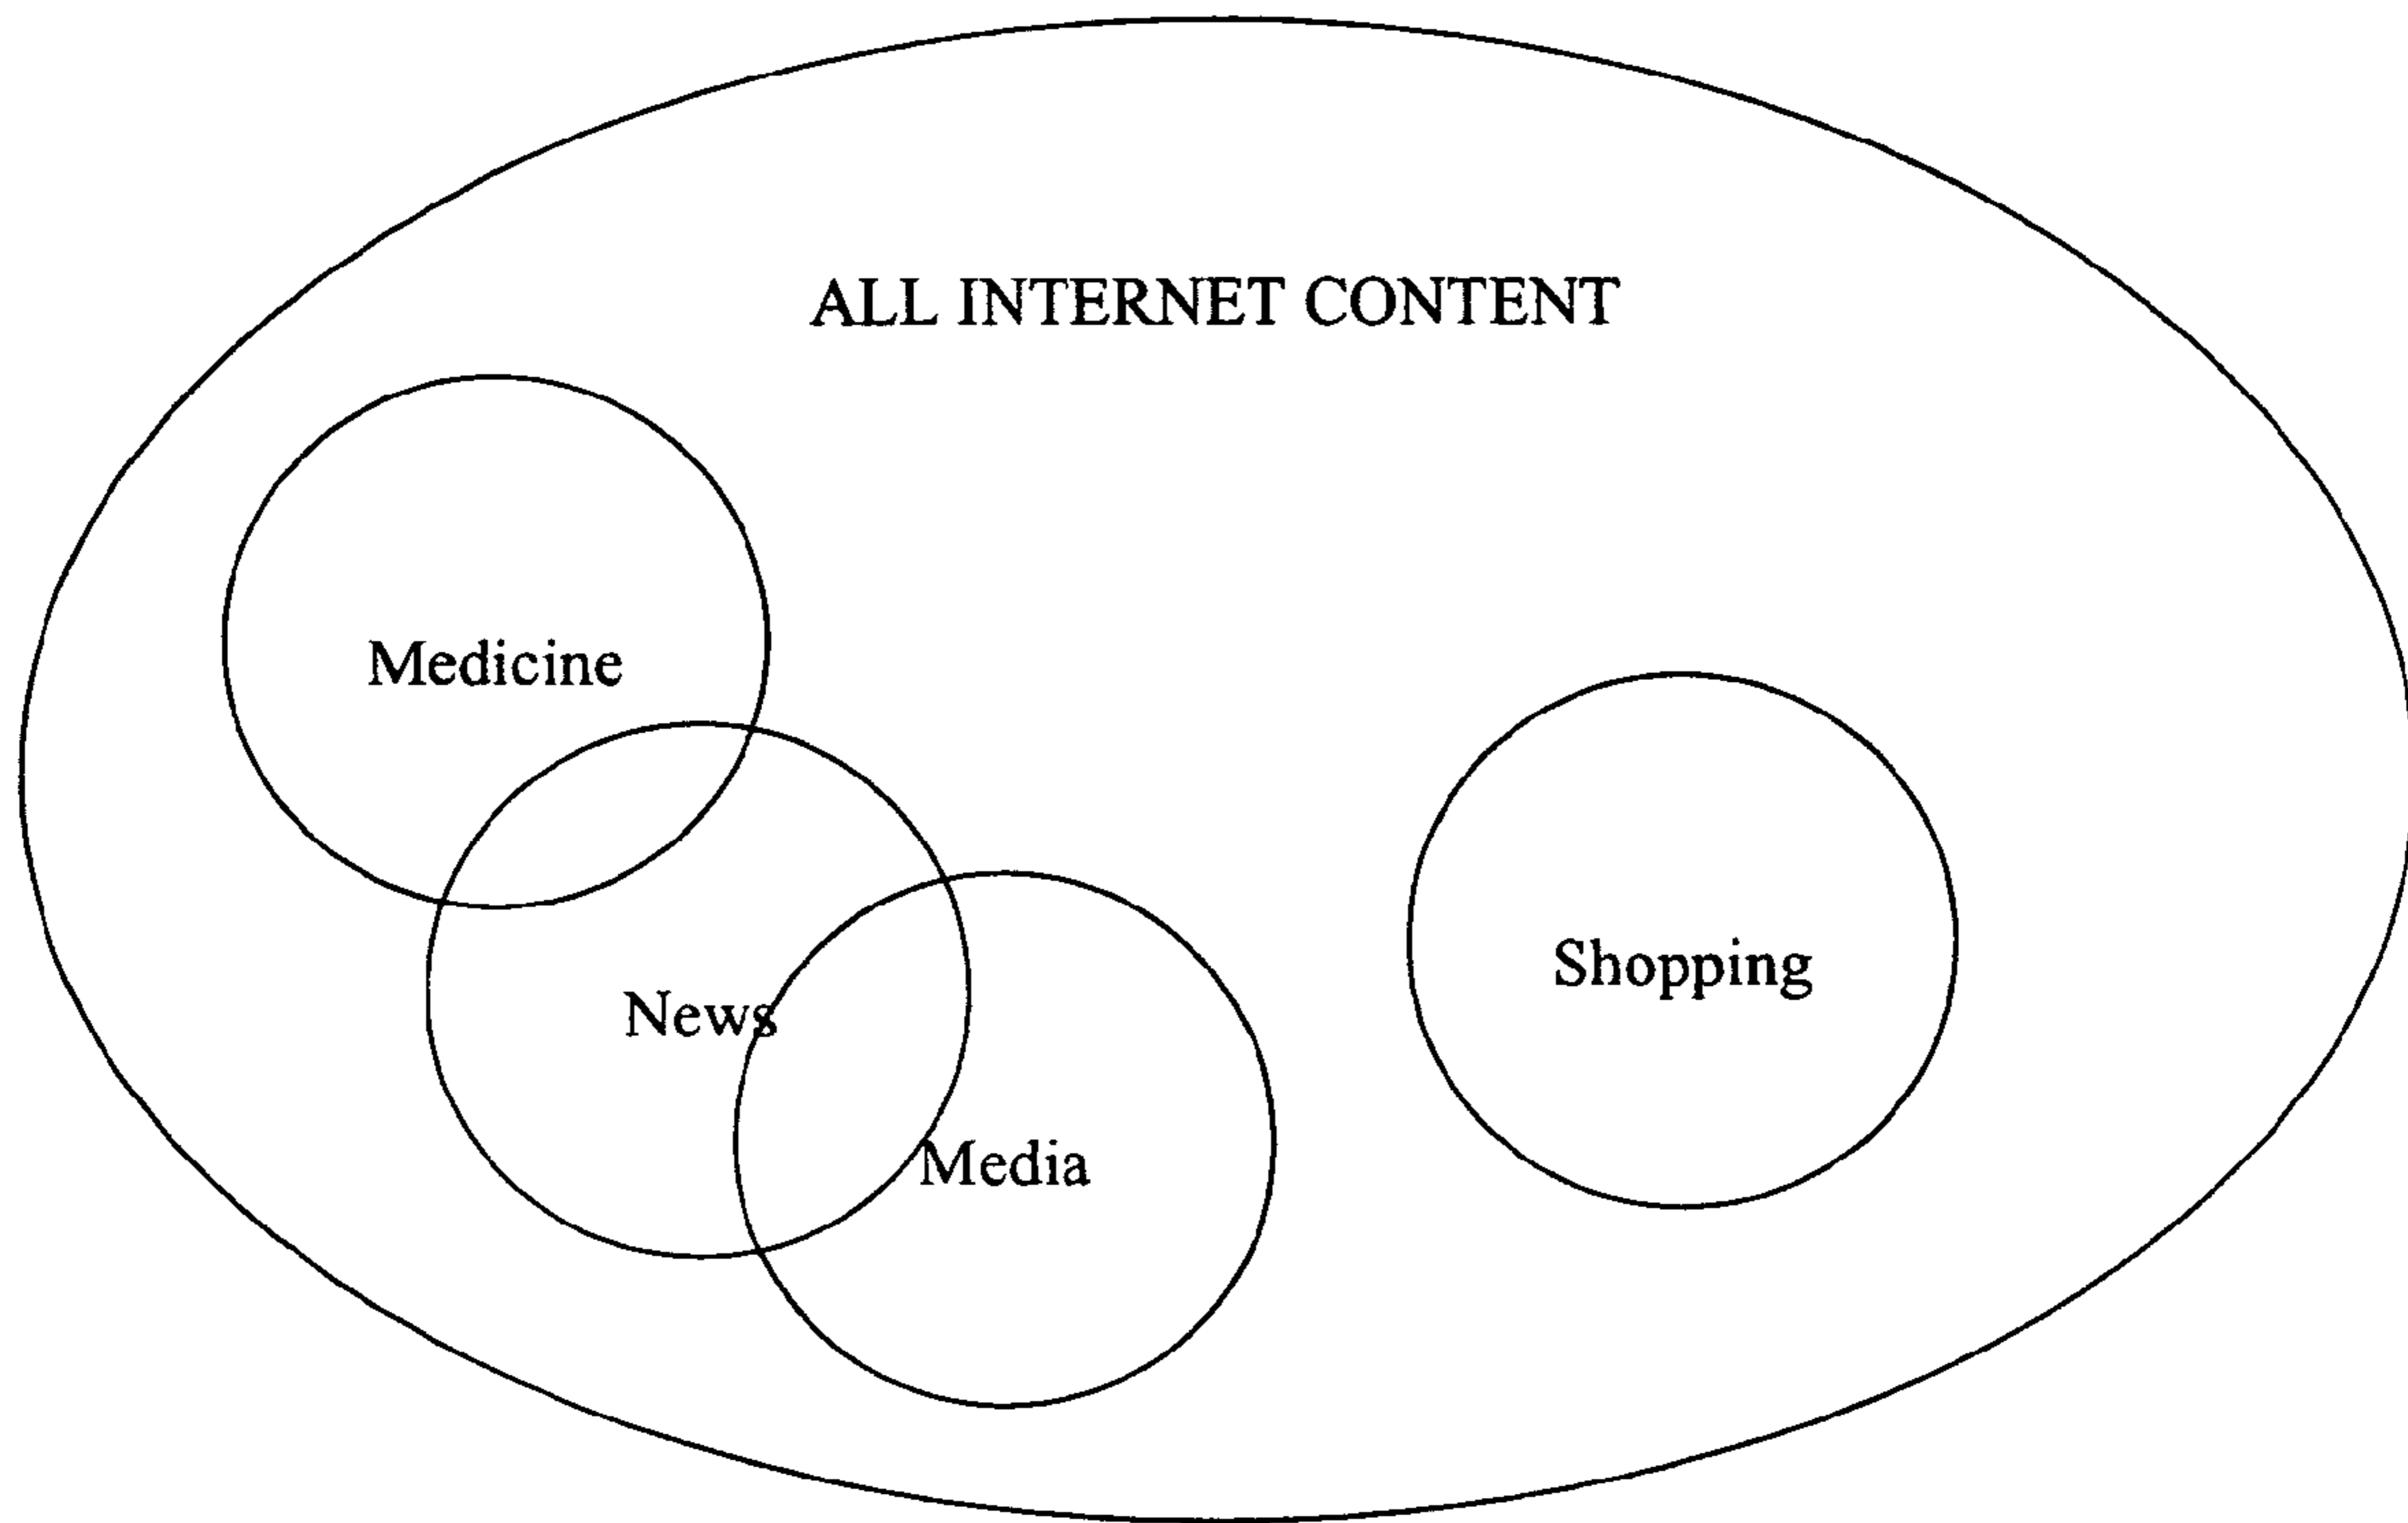 ALL INTERNET CONTENT
Medicine
Shopping
News
Media